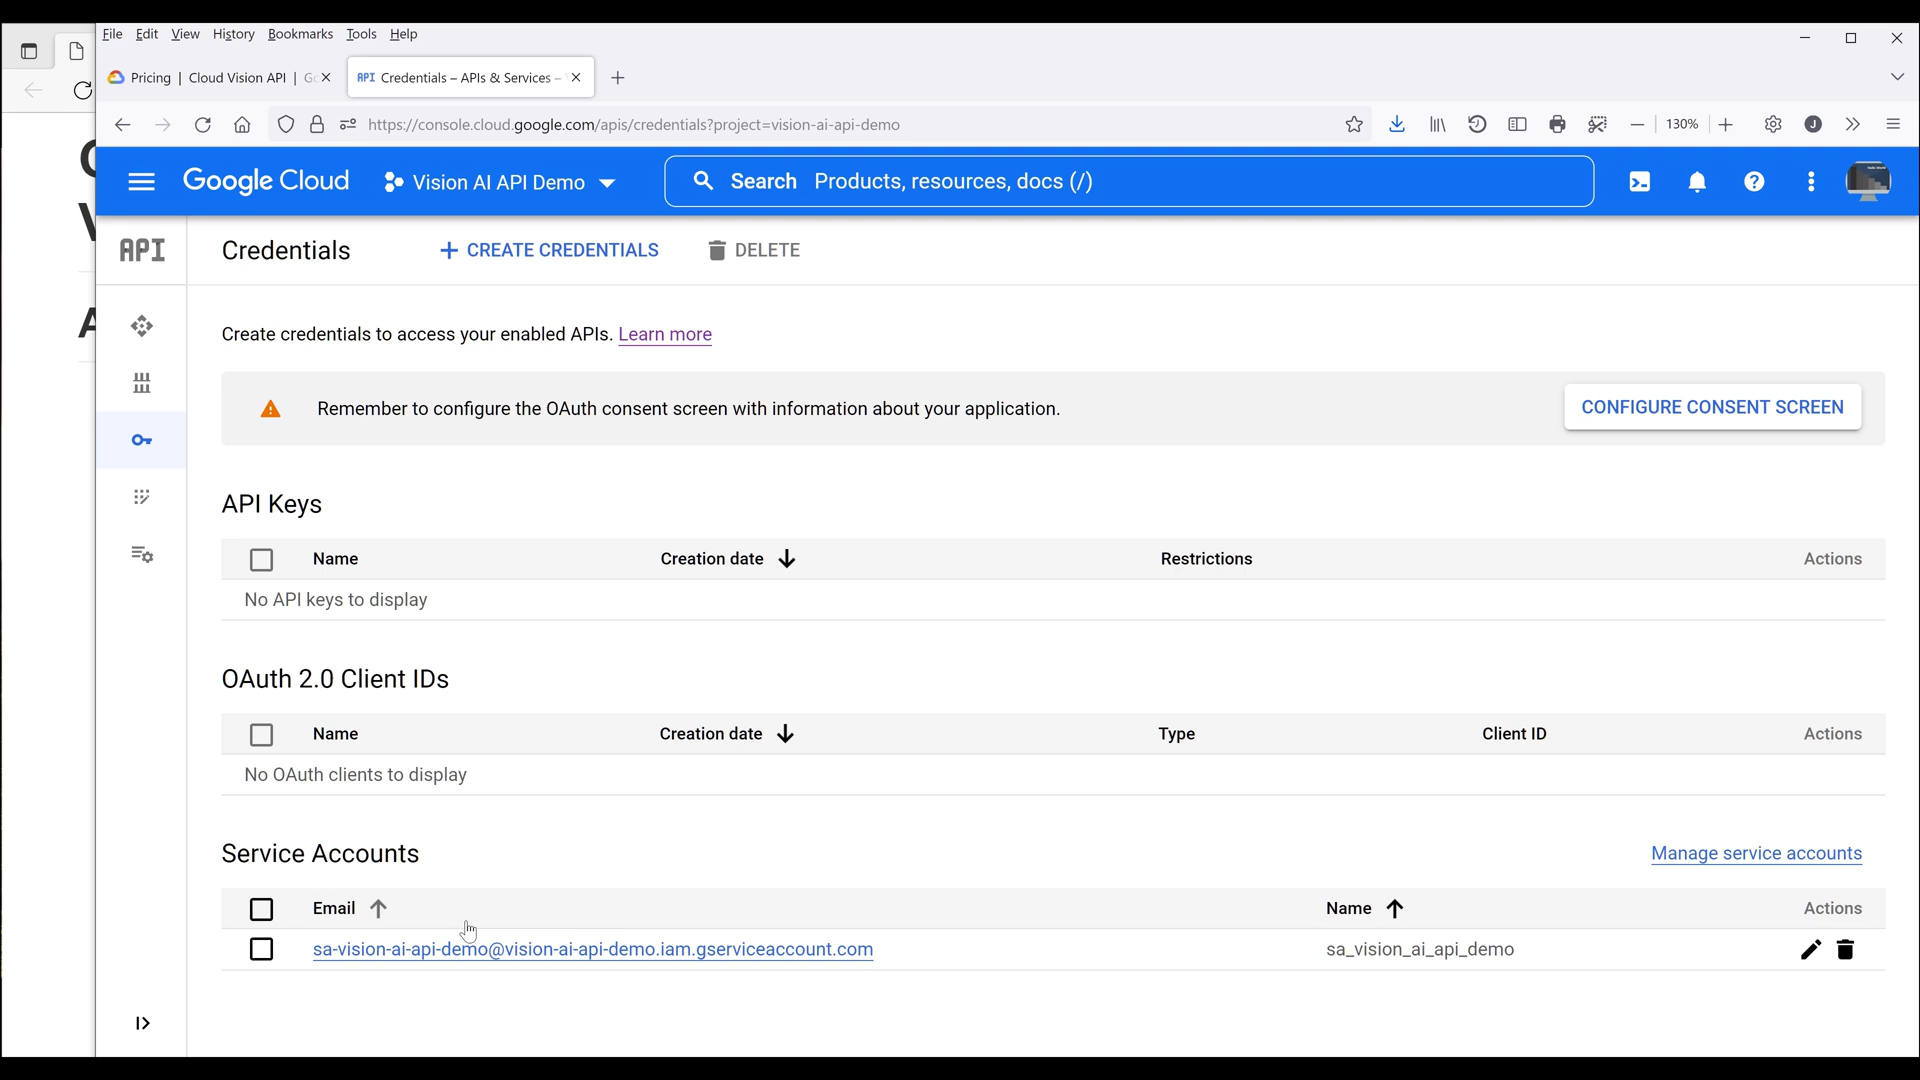 File Edit View History Bookmarks Tools Help
Pricing | Cloud Vision API | Go
API Credentials – APIs & Services –
https://console.cloud.google.com/apis/credentials?project=vision-ai-api-demo
130%
J
Google Cloud
Vision AI API Demo
Search Products, resources, docs (/)
API
Credentials
+ CREATE CREDENTIALS
DELETE
Create credentials to access your enabled APIs. Learn more
Remember to configure the OAuth consent screen with information about your application.
CONFIGURE CONSENT SCREEN
API Keys
Name Creation date Restrictions Actions
No API keys to display
OAuth 2.0 Client IDs
Name Creation date Type Client ID Actions
No OAuth clients to display
Service Accounts
Manage service accounts
Email Name Actions
sa-vision-ai-api-demo@vision-ai-api-demo.iam.gserviceaccount.com sa_vision_ai_api_demo